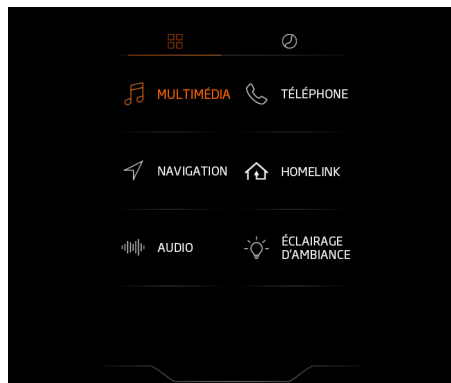 MULTIMÉDIA
TÉLÉPHONE
NAVIGATION
HOMELINK
AUDIO
ÉCLAIRAGE
D'AMBIANCE